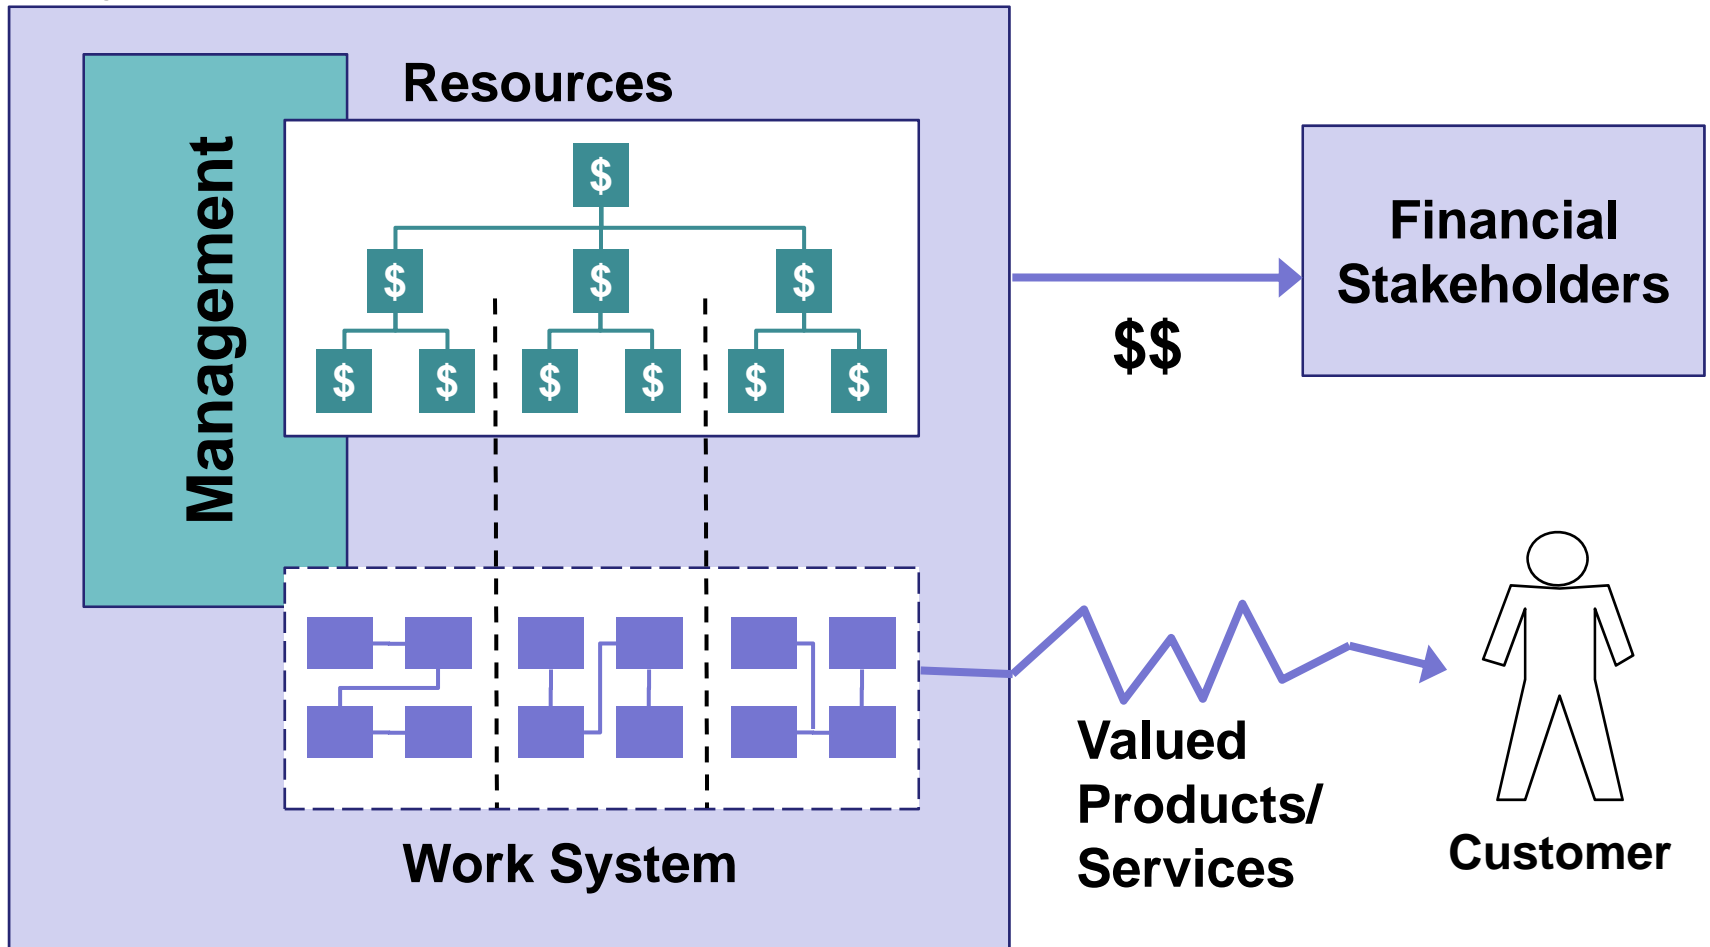 Resources
Management
$
$ $ $
$ $ $ $ $ $
Financial
Stakeholders
$$
Valued
Products/
Services
Customer
Work System